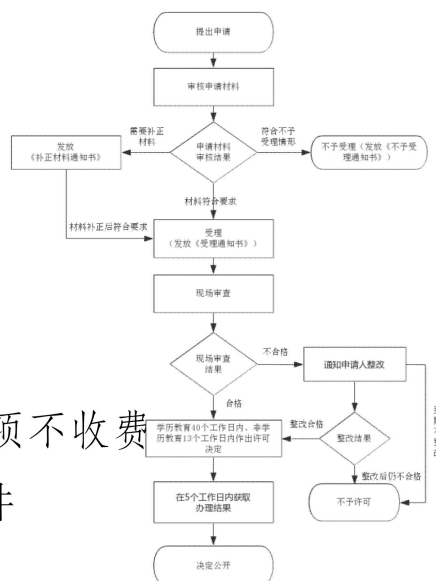 提出申请
审核申请材料
需要补正
材料
申请材料
审核结果
符合不予
受理情形
发放
《补正材料通知书》
不予受理（发放《不予受
理通知书》）
材料符合要求
材料补正后符合要求
受理
（发放《受理通知书》）
现场审查
现场审查
结果
不合格
通知申请人整改
合格
项不收费
学历教育40个工作日内、非学
历教育13个工作日内作出许可
决定
整改合格
整改结果
整改后仍不合格
件
在5个工作日内获取
办理结果
不予许可
决定公开